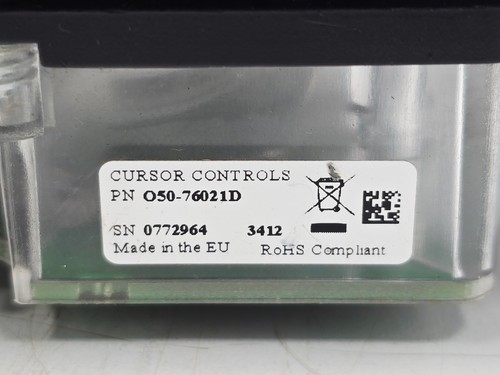 CURSOR CONTROLS
PN O50-76021D
SN 0772964 3412
Made in the EU RoHS Compliant